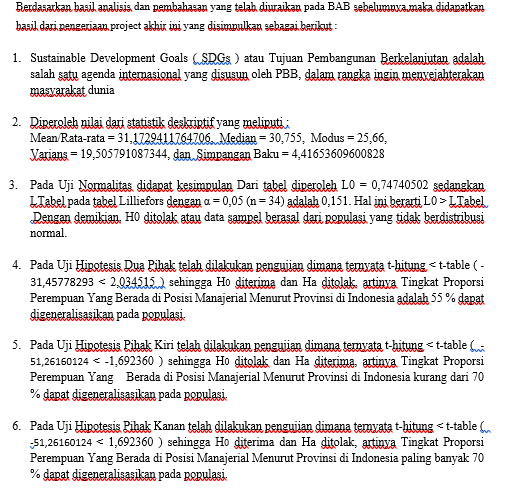 Berdasarkan hasil analisis dan pembahasan yang telah diuraikan pada BAB sebelumnya,maka didapatkan
hasil dari pengerjaan project akhir ini yang disimpulkan sebagai berikut :
1. Sustainable Development Goals ( SDGs ) atau Tujuan Pembangunan Berkelanjutan adalah
salah satu agenda internasional yang disusun oleh PBB, dalam rangka ingin menyejahterakan
masyarakat dunia
2. Diperoleh nilai dari statistik deskriptif yang meliputi :
Mean/Rata-rata = 31,1729411764706, Median = 30,755, Modus = 25,66,
Varians = 19,505791087344, dan Simpangan Baku = 4,41653609600828
3. Pada Uji Normalitas didapat kesimpulan Dari tabel diperoleh L0 = 0,74740502 sedangkan
LTabel pada tabel Lilliefors dengan α = 0,05 (n = 34) adalah 0,151. Hal ini berarti L0 > LTabel
.Dengan demikian, H0 ditolak atau data sampel berasal dari populasi yang tidak berdistribusi
normal.
4. Pada Uji Hipotesis Dua Pihak telah dilakukan pengujian dimana ternyata t-hitung < t-table ( -
31,45778293 < 2,034515 ) sehingga H0 diterima dan Ha ditolak, artinya Tingkat Proporsi
Perempuan Yang Berada di Posisi Manajerial Menurut Provinsi di Indonesia adalah 55 % dapat
digeneralisasikan pada populasi.
5. Pada Uji Hipotesis Pihak Kiri telah dilakukan pengujian dimana ternyata t-hitung < t-table ( -
51,26160124 < -1,692360 ) sehingga H0 ditolak dan Ha diterima, artinya Tingkat Proporsi
Perempuan Yang Berada di Posisi Manajerial Menurut Provinsi di Indonesia kurang dari 70
% dapat digeneralisasikan pada populasi.
6. Pada Uji Hipotesis Pihak Kanan telah dilakukan pengujian dimana ternyata t-hitung < t-table (
-51,26160124 < 1,692360 ) sehingga H0 diterima dan Ha ditolak, artinya Tingkat Proporsi
Perempuan Yang Berada di Posisi Manajerial Menurut Provinsi di Indonesia paling banyak 70
% dapat digeneralisasikan pada populasi.